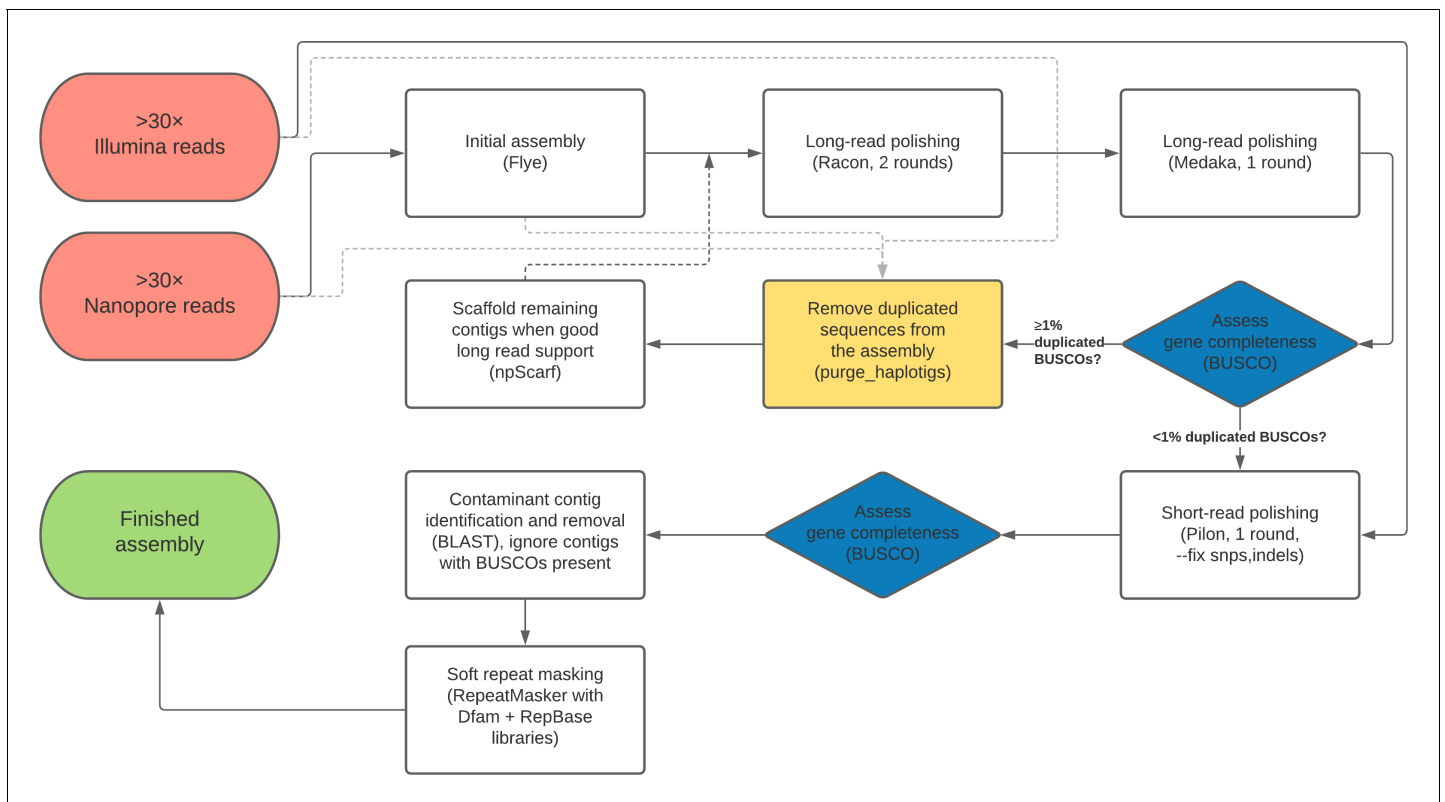 >30×
Illumina reads
Initial assembly
(Flye)
Long-read polishing
(Racon, 2 rounds)
Long-read polishing
(Medaka, 1 round)
>30×
Nanopore reads
Scaffold remaining
contigs when good
long read support
(npScarf)
Remove duplicated
sequences from
the assembly
(purge_haplotigs)
≥1%
duplicated
BUSCOs?
Assess
gene completeness
(BUSCO)
<1% duplicated BUSCOs?
Finished
assembly
Contaminant contig
identification and removal
(BLAST), ignore contigs
with BUSCOs present
Assess
gene completeness
(BUSCO)
Short-read polishing
(Pilon, 1 round,
--fix snps,indels)
Soft repeat masking
(RepeatMasker with
Dfam + RepBase
libraries)